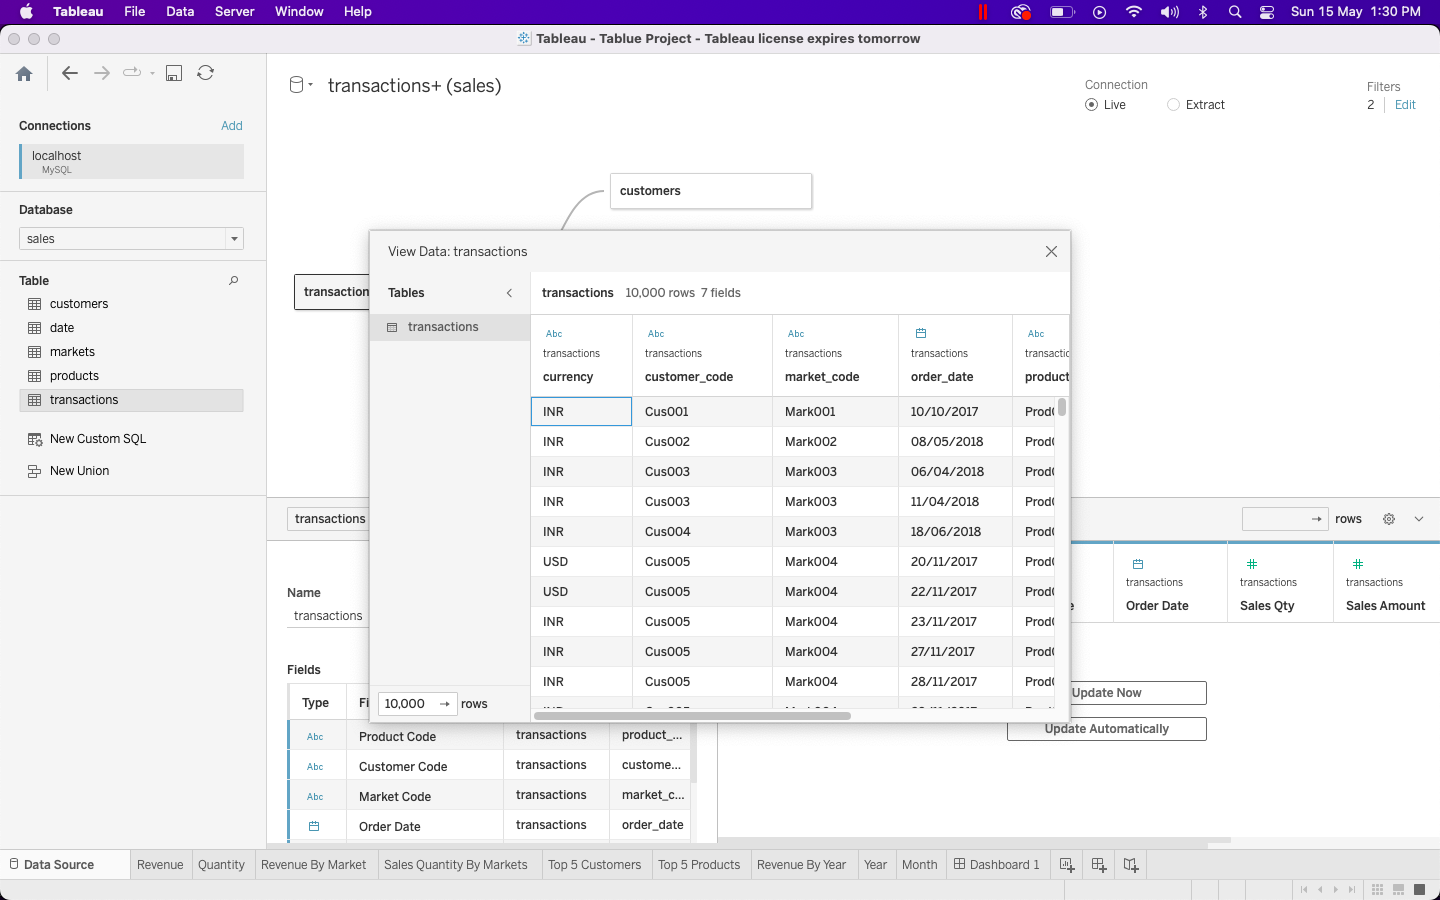 Tableau File Data Server Window Help Sun 15 May 1:30 PM
Tableau - Tablue Project - Tableau license expires tomorrow
transactions+ (sales)
Connection
Live Extract
Filters
2 Edit
Connections Add
localhost
MySQL
Database
sales
Table
customers
date
markets
products
transactions
New Custom SQL
New Union
customers
transaction
View Data: transactions
Tables
transactions
transactions 10,000 rows 7 fields
Abc Abc Abc Abc
transactions transactions transactions transactions transactic
currency customer_code market_code order_date product
INR Cus001 Mark001 10/10/2017
INR Cus002 Mark002 08/05/2018
INR Cus003 Mark003 06/04/2018
INR Cus003 Mark003 11/04/2018
INR Cus004 Mark003 18/06/2018
USD Cus005 Mark004 20/11/2017
USD Cus005 Mark004 22/11/2017
INR Cus005 Mark004 23/11/2017
INR Cus005 Mark004 27/11/2017
INR Cus005 Mark004 28/11/2017
10,000 → rows
transactions
→ rows
Name
transactions
transactions transactions transactions
e Order Date Sales Qty Sales Amount
Update Now
Update Automatically
Fields
Type Fi
Abc Product Code transactions product_...
Abc Customer Code transactions custome...
Abc Market Code transactions market_c...
Order Date transactions order_date
Data Source Revenue Quantity Revenue By Market Sales Quantity By Markets Top 5 Customers Top 5 Products Revenue By Year Year Month Dashboard 1